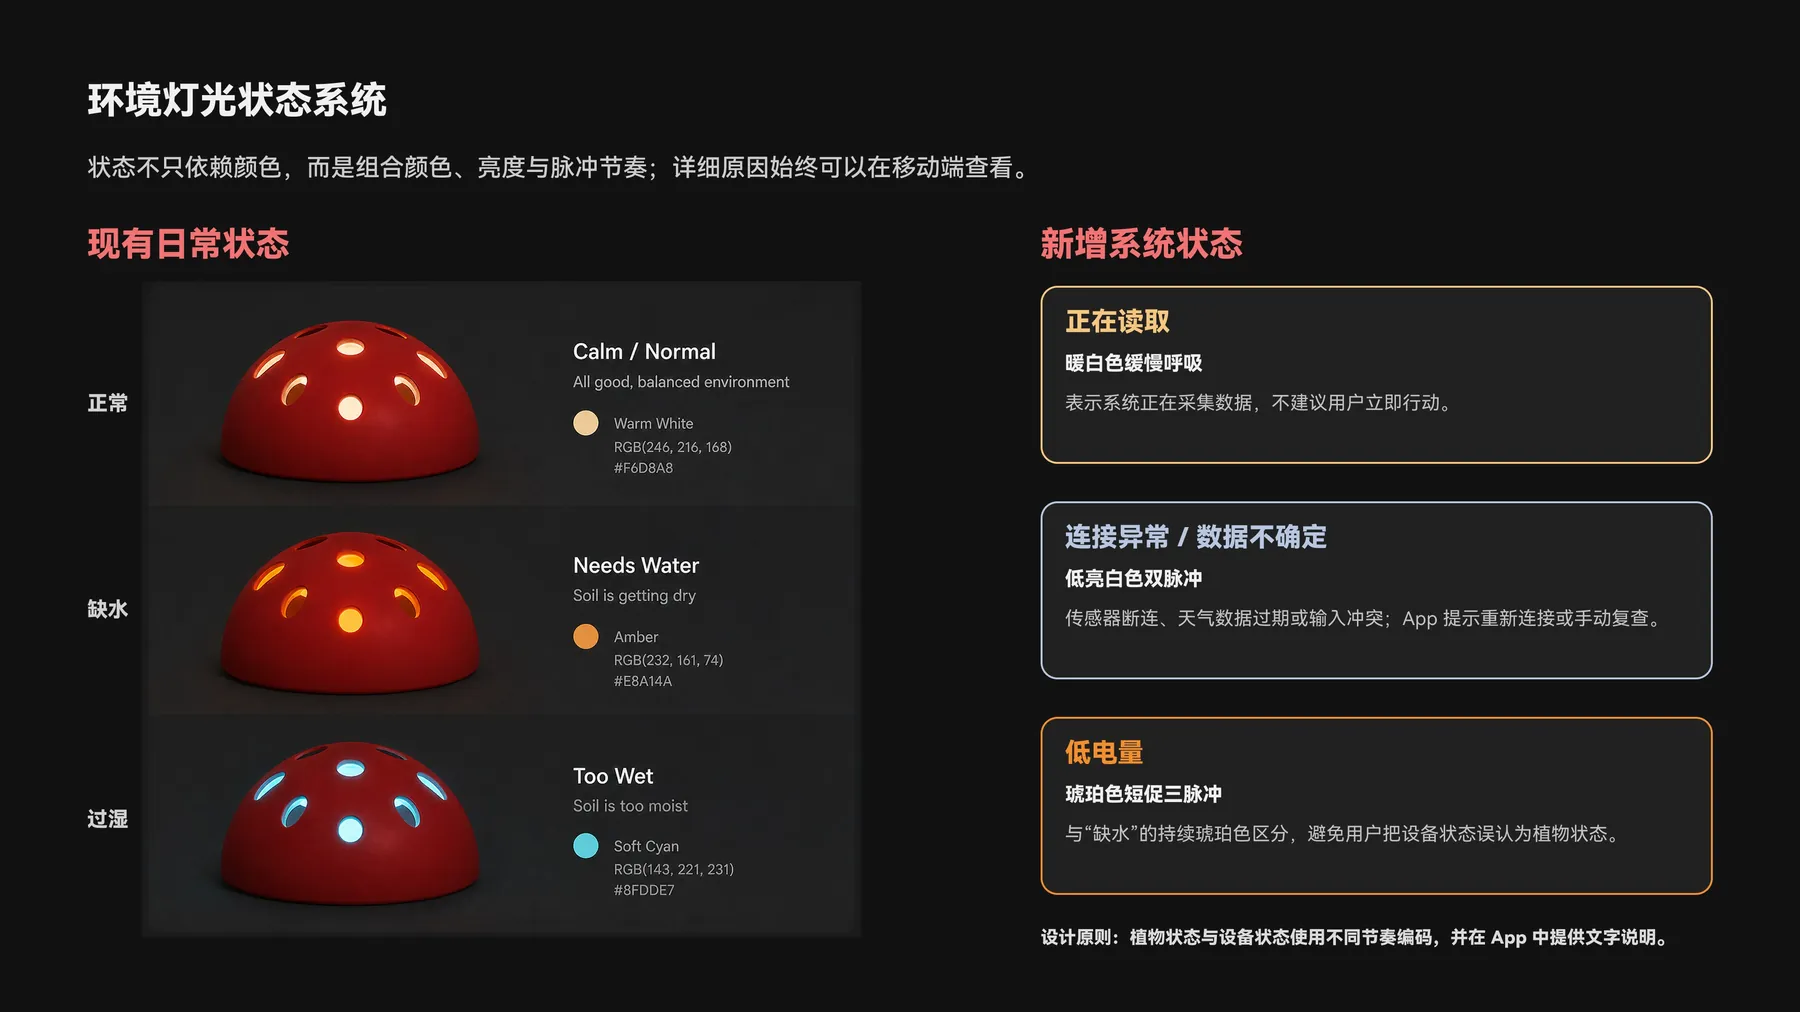 环境灯光状态系统
状态不只依赖颜色，而是组合颜色、亮度与脉冲节奏；详细原因始终可以在移动端查看。
现有日常状态
正常
Calm / Normal
All good, balanced environment
Warm White
RGB(246, 216, 168)
#F6D8A8
缺水
Needs Water
Soil is getting dry
Amber
RGB(232, 161, 74)
#E8A14A
过湿
Too Wet
Soil is too moist
Soft Cyan
RGB(143, 221, 231)
#8FDDE7
新增系统状态
正在读取
暖白色缓慢呼吸
表示系统正在采集数据，不建议用户立即行动。
连接异常 / 数据不确定
低亮白色双脉冲
传感器断连、天气数据过期或输入冲突；App 提示重新连接或手动复查。
低电量
琥珀色短促三脉冲
与“缺水”的持续琥珀色区分，避免用户把设备状态误认为植物状态。
设计原则：植物状态与设备状态使用不同节奏编码，并在 App 中提供文字说明。